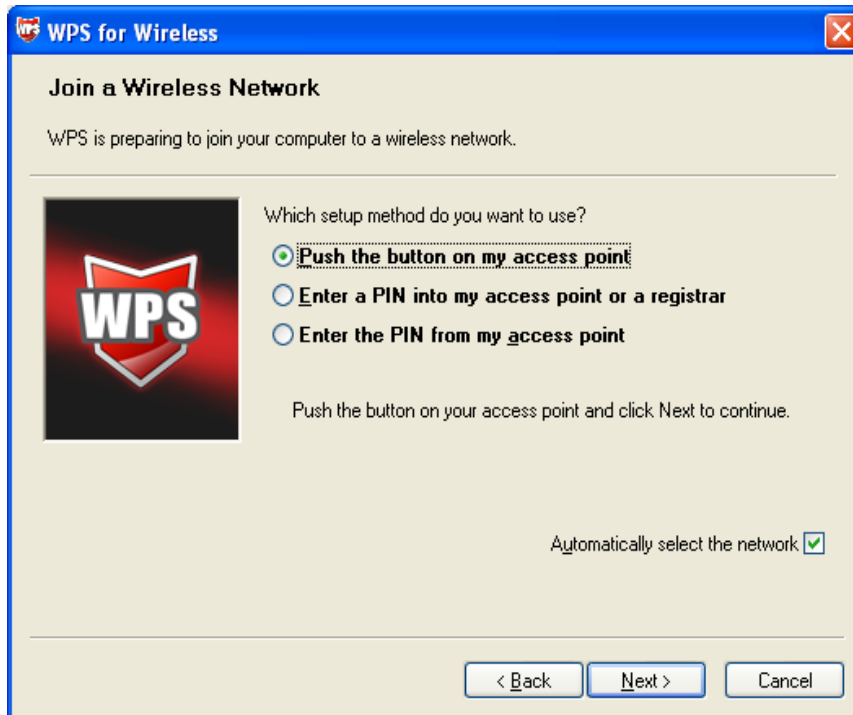 WPS for Wireless
Join a Wireless Network
WPS is preparing to join your computer to a wireless network.
Which setup method do you want to use?
WPS
Push the button on my access point
Enter a PIN into my access point or a registrar
Enter the PIN from my access point
Push the button on your access point and click Next to continue.
Automatically select the network
< Back
Next >
Cancel